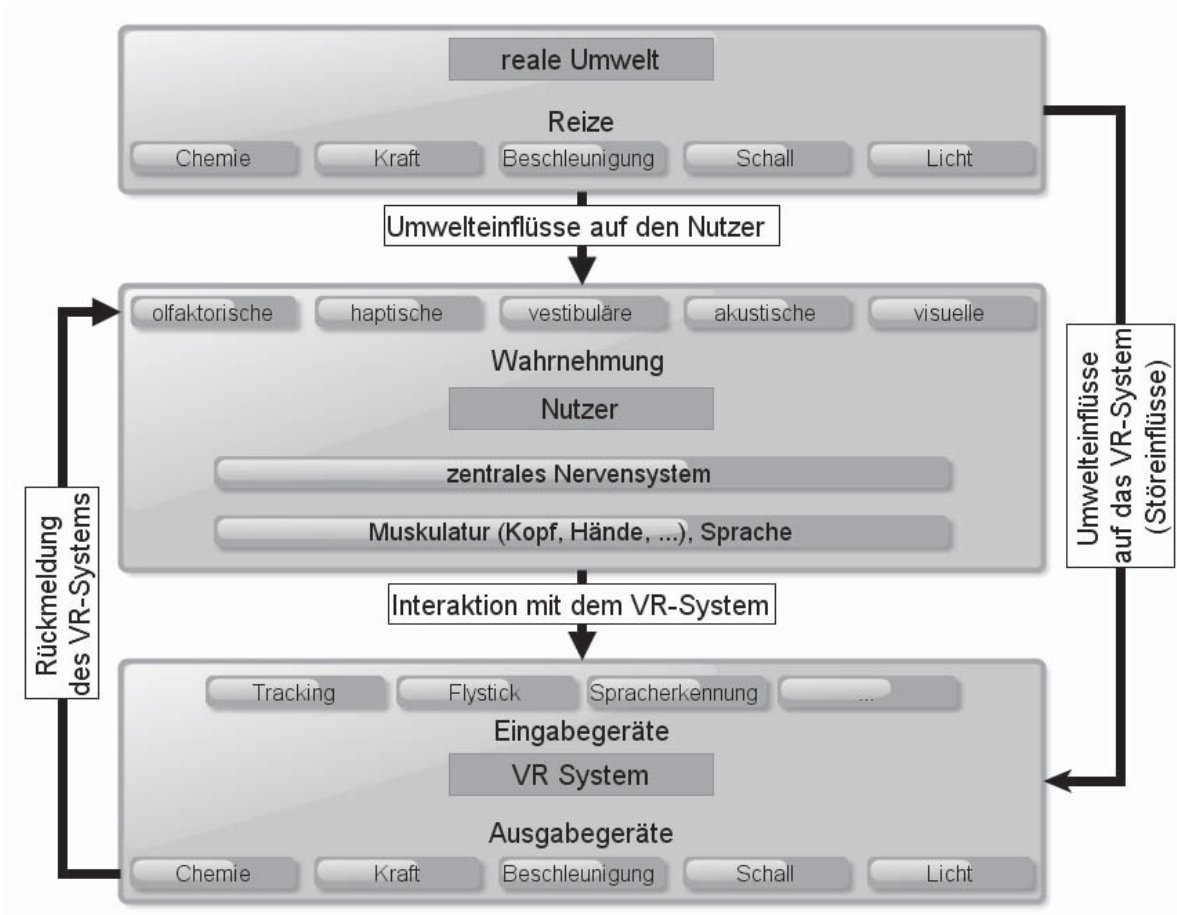 reale Umwelt
Reize
Chemie
Kraft
Beschleunigung
Schall
Licht
Umwelteinflüsse auf den Nutzer
olfaktorische
haptische
vestibuläre
akustische
visuelle
Wahrnehmung
Nutzer
zentrales Nervensystem
Muskulatur (Kopf, Hände, ...), Sprache
Umwelteinflüsse
auf das VR-System
(Störeinflüsse)
Rückmeldung
des VR-Systems
Interaktion mit dem VR-System
Tracking
Flystick
Spracherkennung
...
Eingabegeräte
VR System
Ausgabegeräte
Chemie
Kraft
Beschleunigung
Schall
Licht